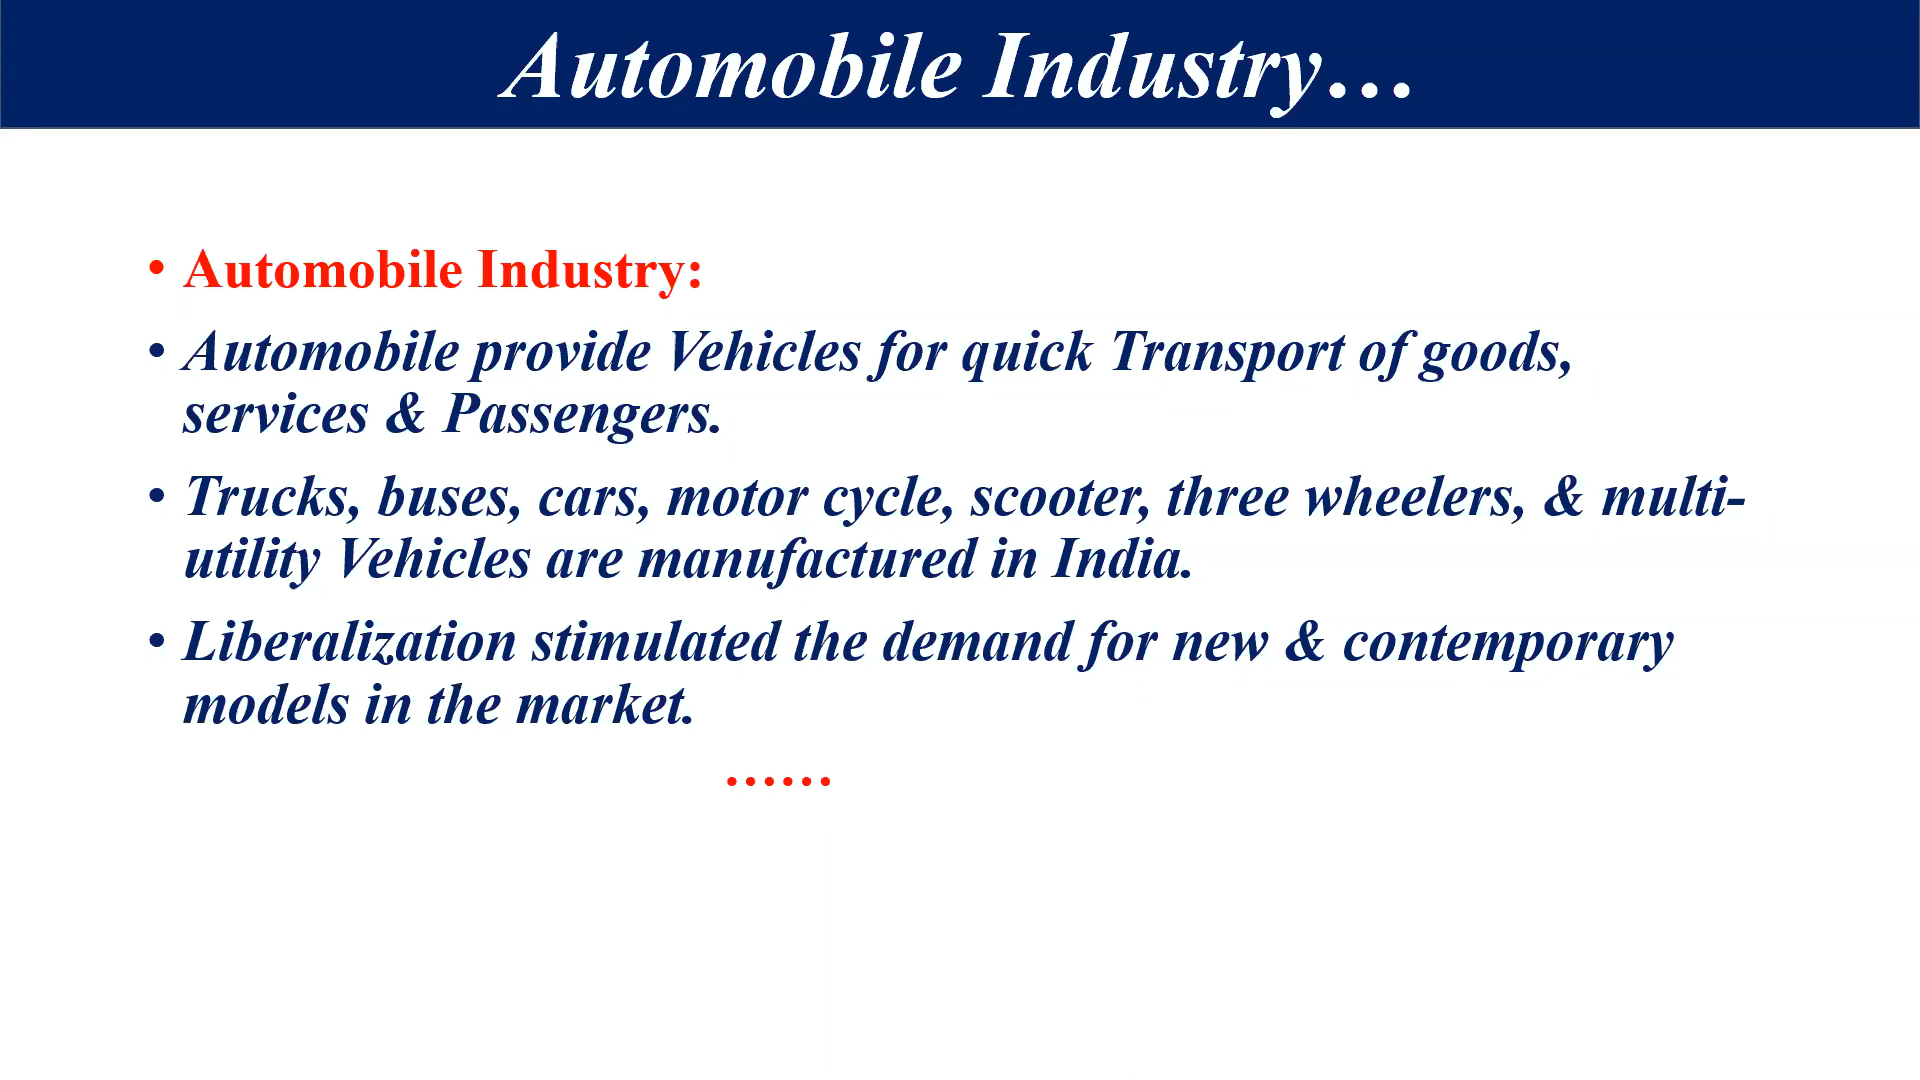 Automobile Industry…
• Automobile Industry:
• Automobile provide Vehicles for quick Transport of goods,
services & Passengers.
• Trucks, buses, cars, motor cycle, scooter, three wheelers, & multi-
utility Vehicles are manufactured in India.
• Liberalization stimulated the demand for new & contemporary
models in the market.
……